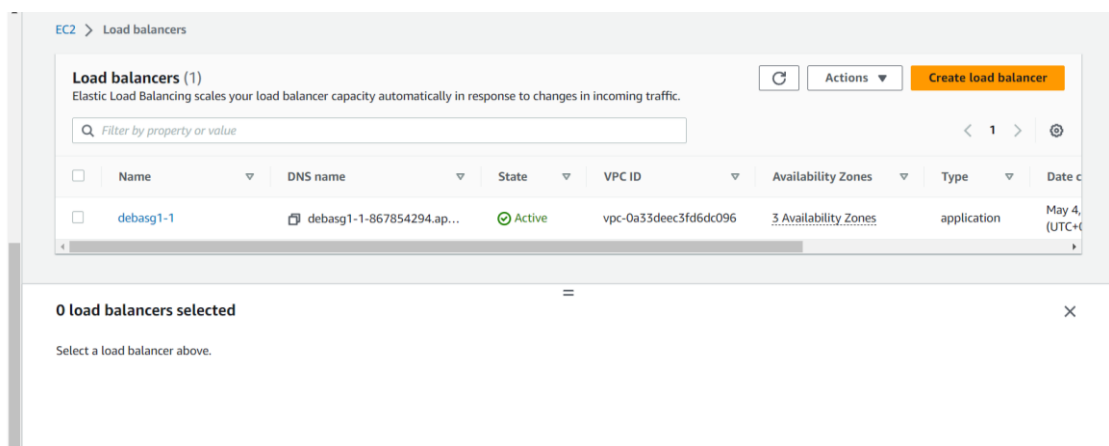 EC2 > Load balancers
Load balancers (1)
Actions
Create load balancer
Elastic Load Balancing scales your load balancer capacity automatically in response to changes in incoming traffic.
Filter by property or value
< 1 >
Name DNS name State VPC ID Availability Zones Type Date c
debasg1-1 debasg1-1-867854294.ap... Active vpc-0a33deec3fd6dc096 3 Availability Zones application May 4,
(UTC+0
0 load balancers selected
Select a load balancer above.